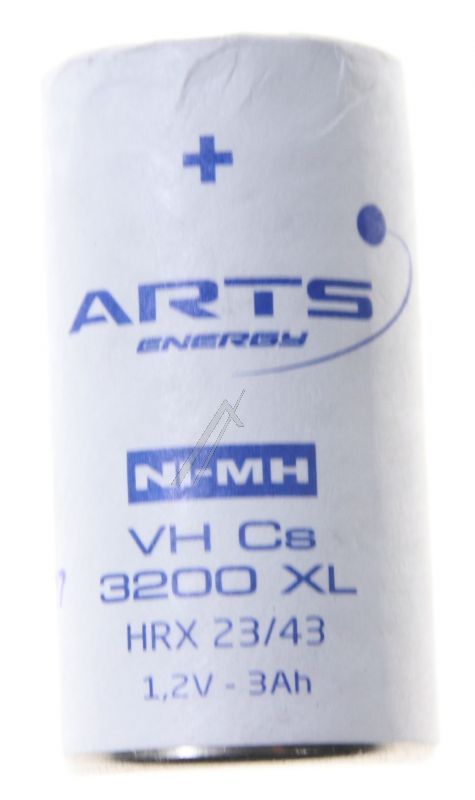 +
ARTS
ENERGY
Ni-MH
VH Cs
3200 XL
HRX 23/43
1,2V - 3Ah